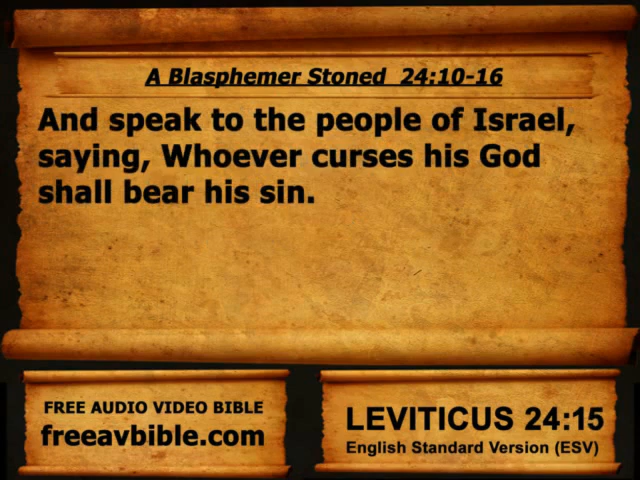 A Blasphemer Stoned 24:10-16
And speak to the people of Israel,
saying, Whoever curses his God
shall bear his sin.
FREE AUDIO VIDEO BIBLE
freeavbible.com
LEVITICUS 24:15
English Standard Version (ESV)